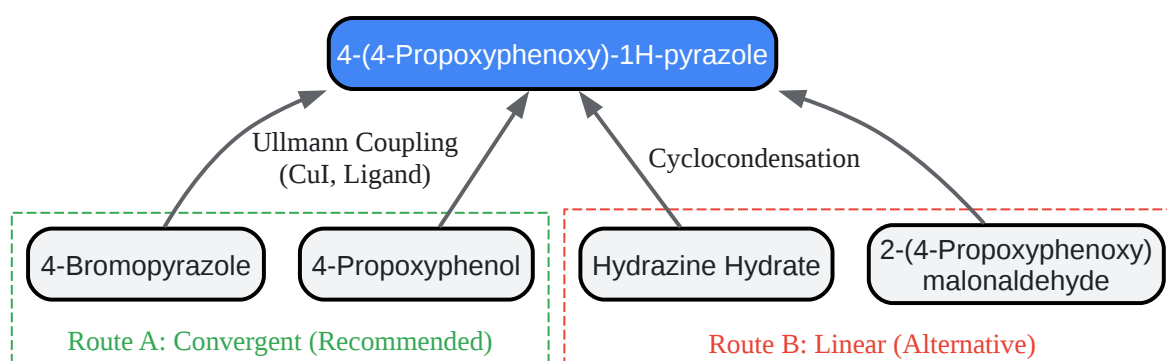 4-(4-Propoxyphenoxy)-1H-pyrazole
Ullmann Coupling
(CuI, Ligand)
Cyclocondensation
4-Bromopyrazole
4-Propoxyphenol
Hydrazine Hydrate
2-(4-Propoxyphenoxy)
malonaldehyde
Route A: Convergent (Recommended)
Route B: Linear (Alternative)